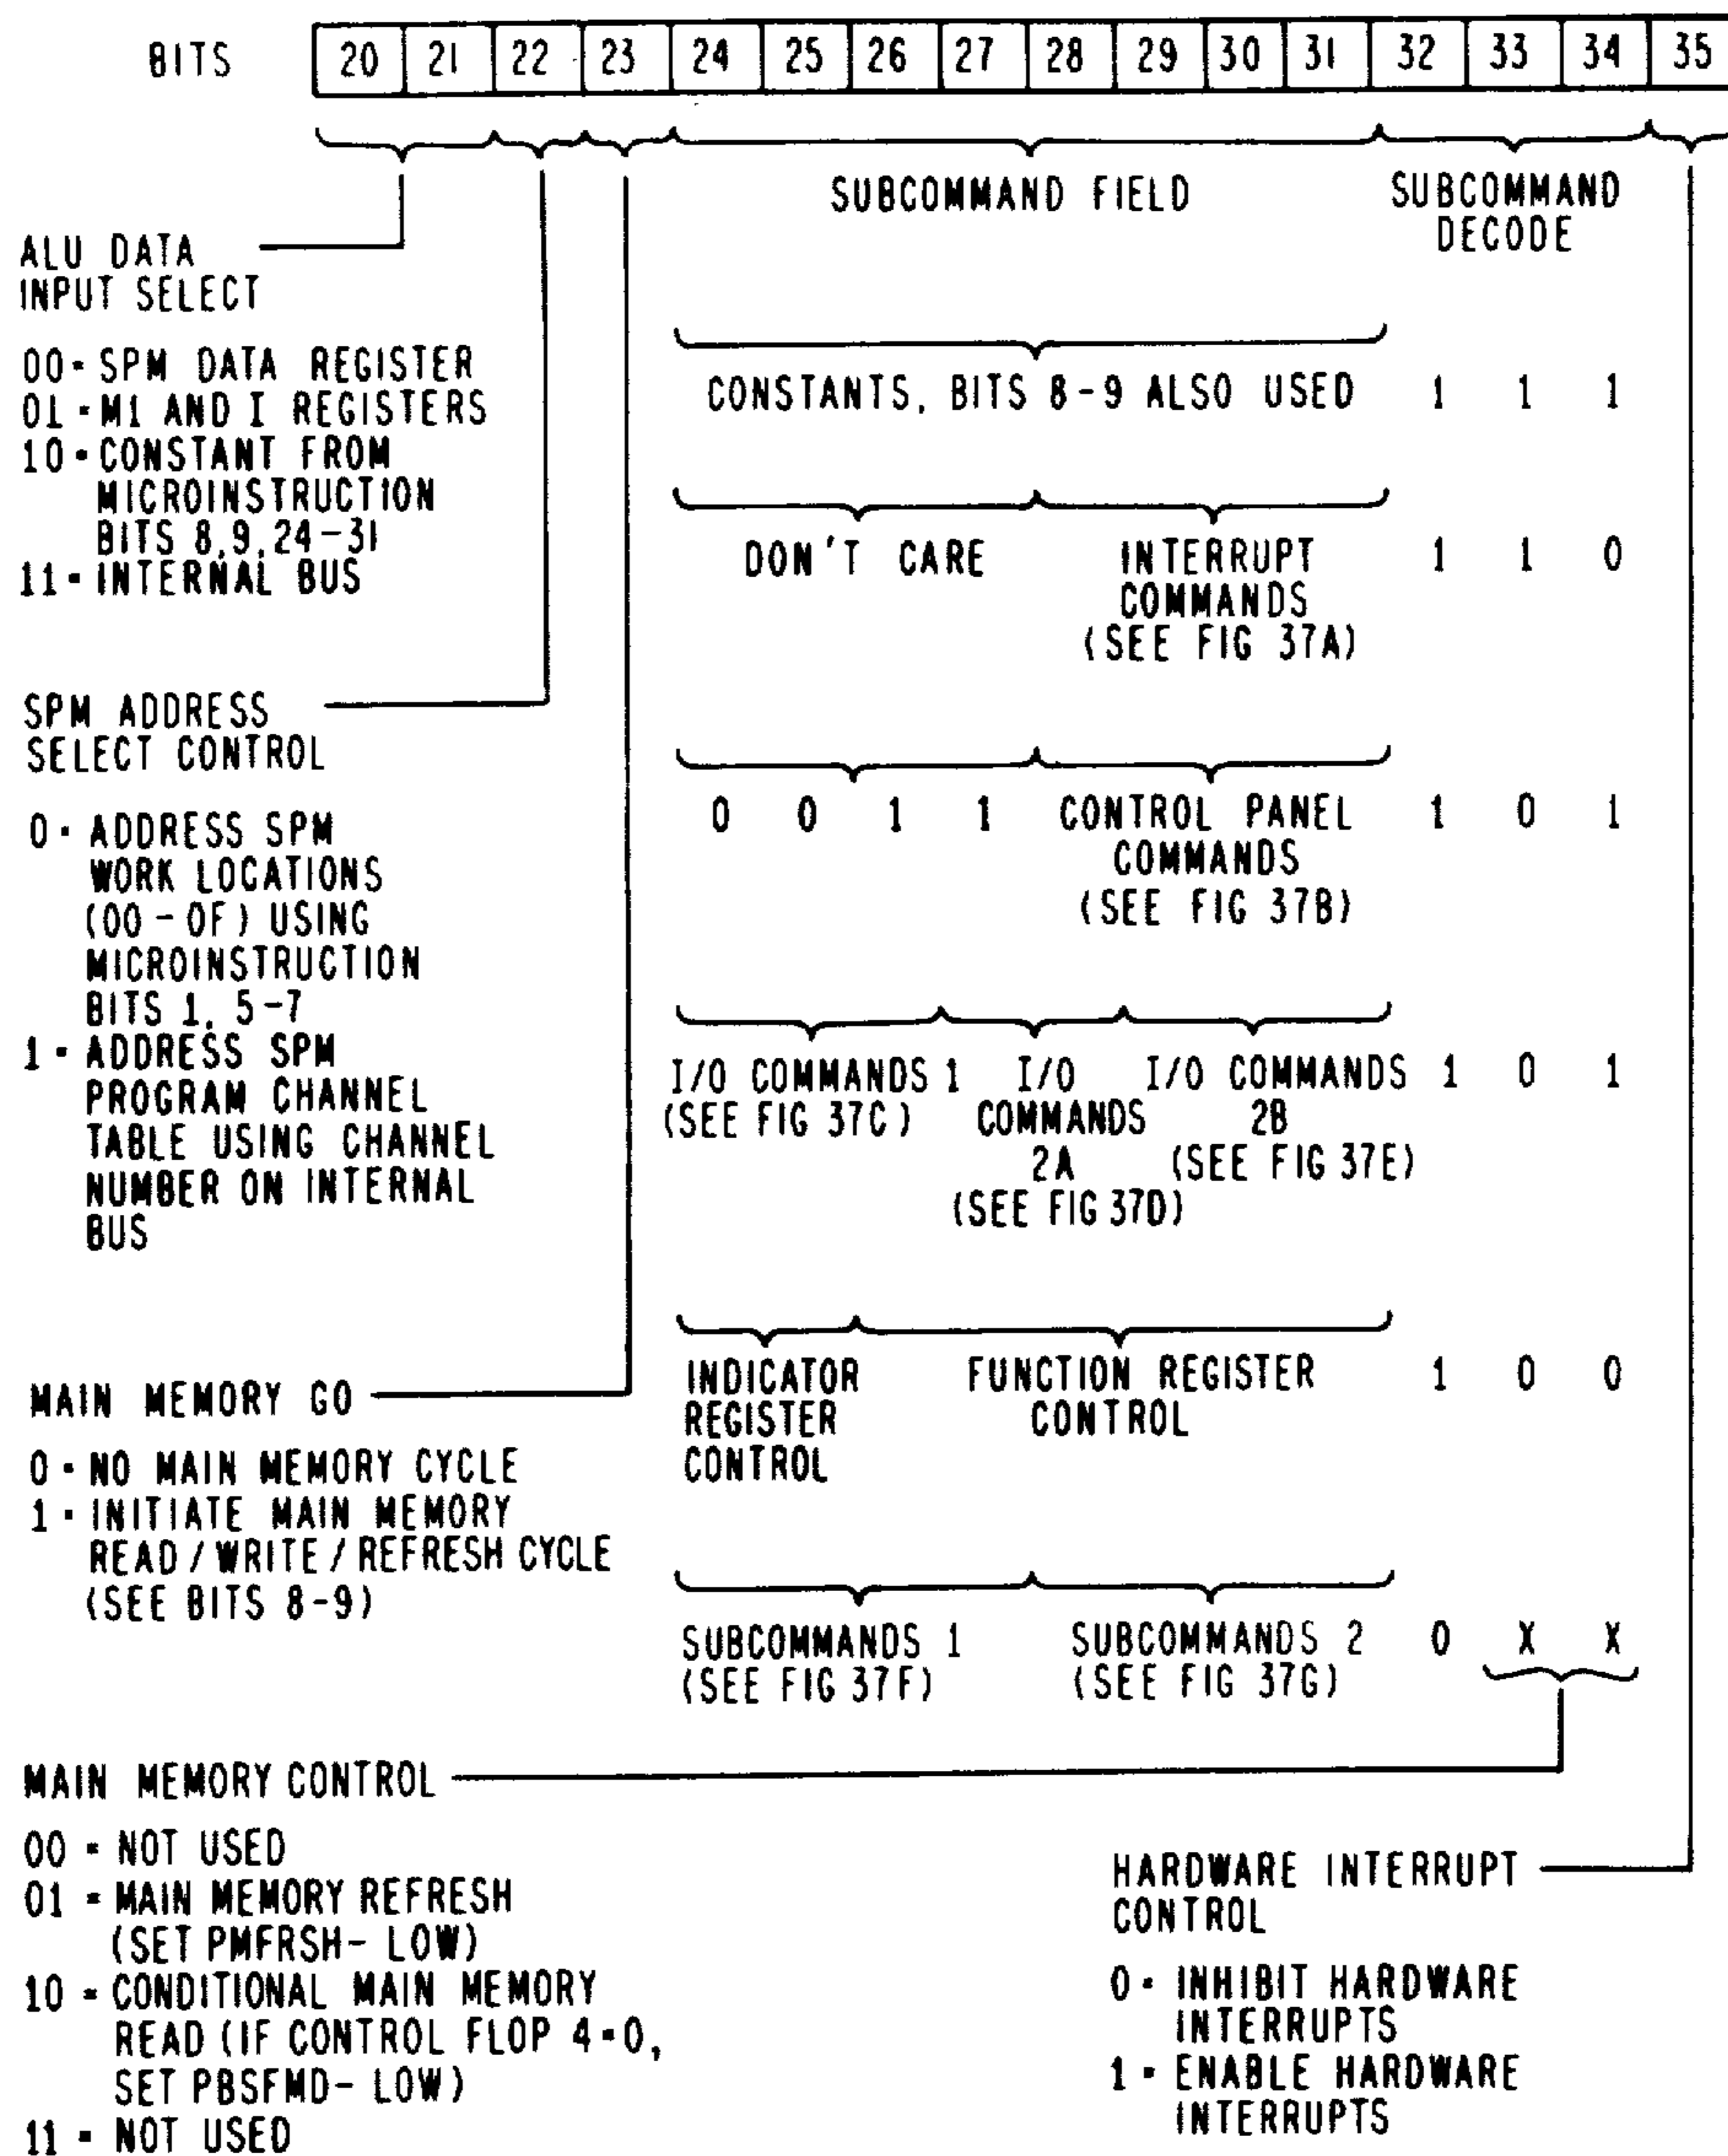 BITS 20 21 22 23 24 25 26 27 28 29 30 31 32 33 34 35
SUBCOMMAND FIELD
SUBCOMMAND
DECODE
ALU DATA
INPUT SELECT
00 = SPM DATA REGISTER
01 = M1 AND I REGISTERS
10 = CONSTANT FROM
MICROINSTRUCTION
BITS 8,9,24-31
11 = INTERNAL BUS
CONSTANTS, BITS 8-9 ALSO USED 1 1 1
DON'T CARE
INTERRUPT
COMMANDS
(SEE FIG 37A)
1 1 0
SPM ADDRESS
SELECT CONTROL
0 = ADDRESS SPM
WORK LOCATIONS
(00-0F) USING
MICROINSTRUCTION
BITS 1, 5-7
1 = ADDRESS SPM
PROGRAM CHANNEL
TABLE USING CHANNEL
NUMBER ON INTERNAL
BUS
0 0 1 1
CONTROL PANEL
COMMANDS
(SEE FIG 37B)
1 0 1
I/O COMMANDS 1
(SEE FIG 37C)
I/O
COMMANDS
2A
(SEE FIG 37D)
I/O COMMANDS
2B
(SEE FIG 37E)
1 0 1
MAIN MEMORY GO
0 = NO MAIN MEMORY CYCLE
1 = INITIATE MAIN MEMORY
READ/WRITE/REFRESH CYCLE
(SEE BITS 8-9)
INDICATOR
REGISTER
CONTROL
FUNCTION REGISTER
CONTROL
1 0 0
SUBCOMMANDS 1
(SEE FIG 37F)
SUBCOMMANDS 2
(SEE FIG 37G)
0 X X
MAIN MEMORY CONTROL
00 = NOT USED
01 = MAIN MEMORY REFRESH
(SET PMFRSH- LOW)
10 = CONDITIONAL MAIN MEMORY
READ (IF CONTROL FLOP 4=0,
SET PBSFMD- LOW)
11 = NOT USED
HARDWARE INTERRUPT
CONTROL
0 = INHIBIT HARDWARE
INTERRUPTS
1 = ENABLE HARDWARE
INTERRUPTS